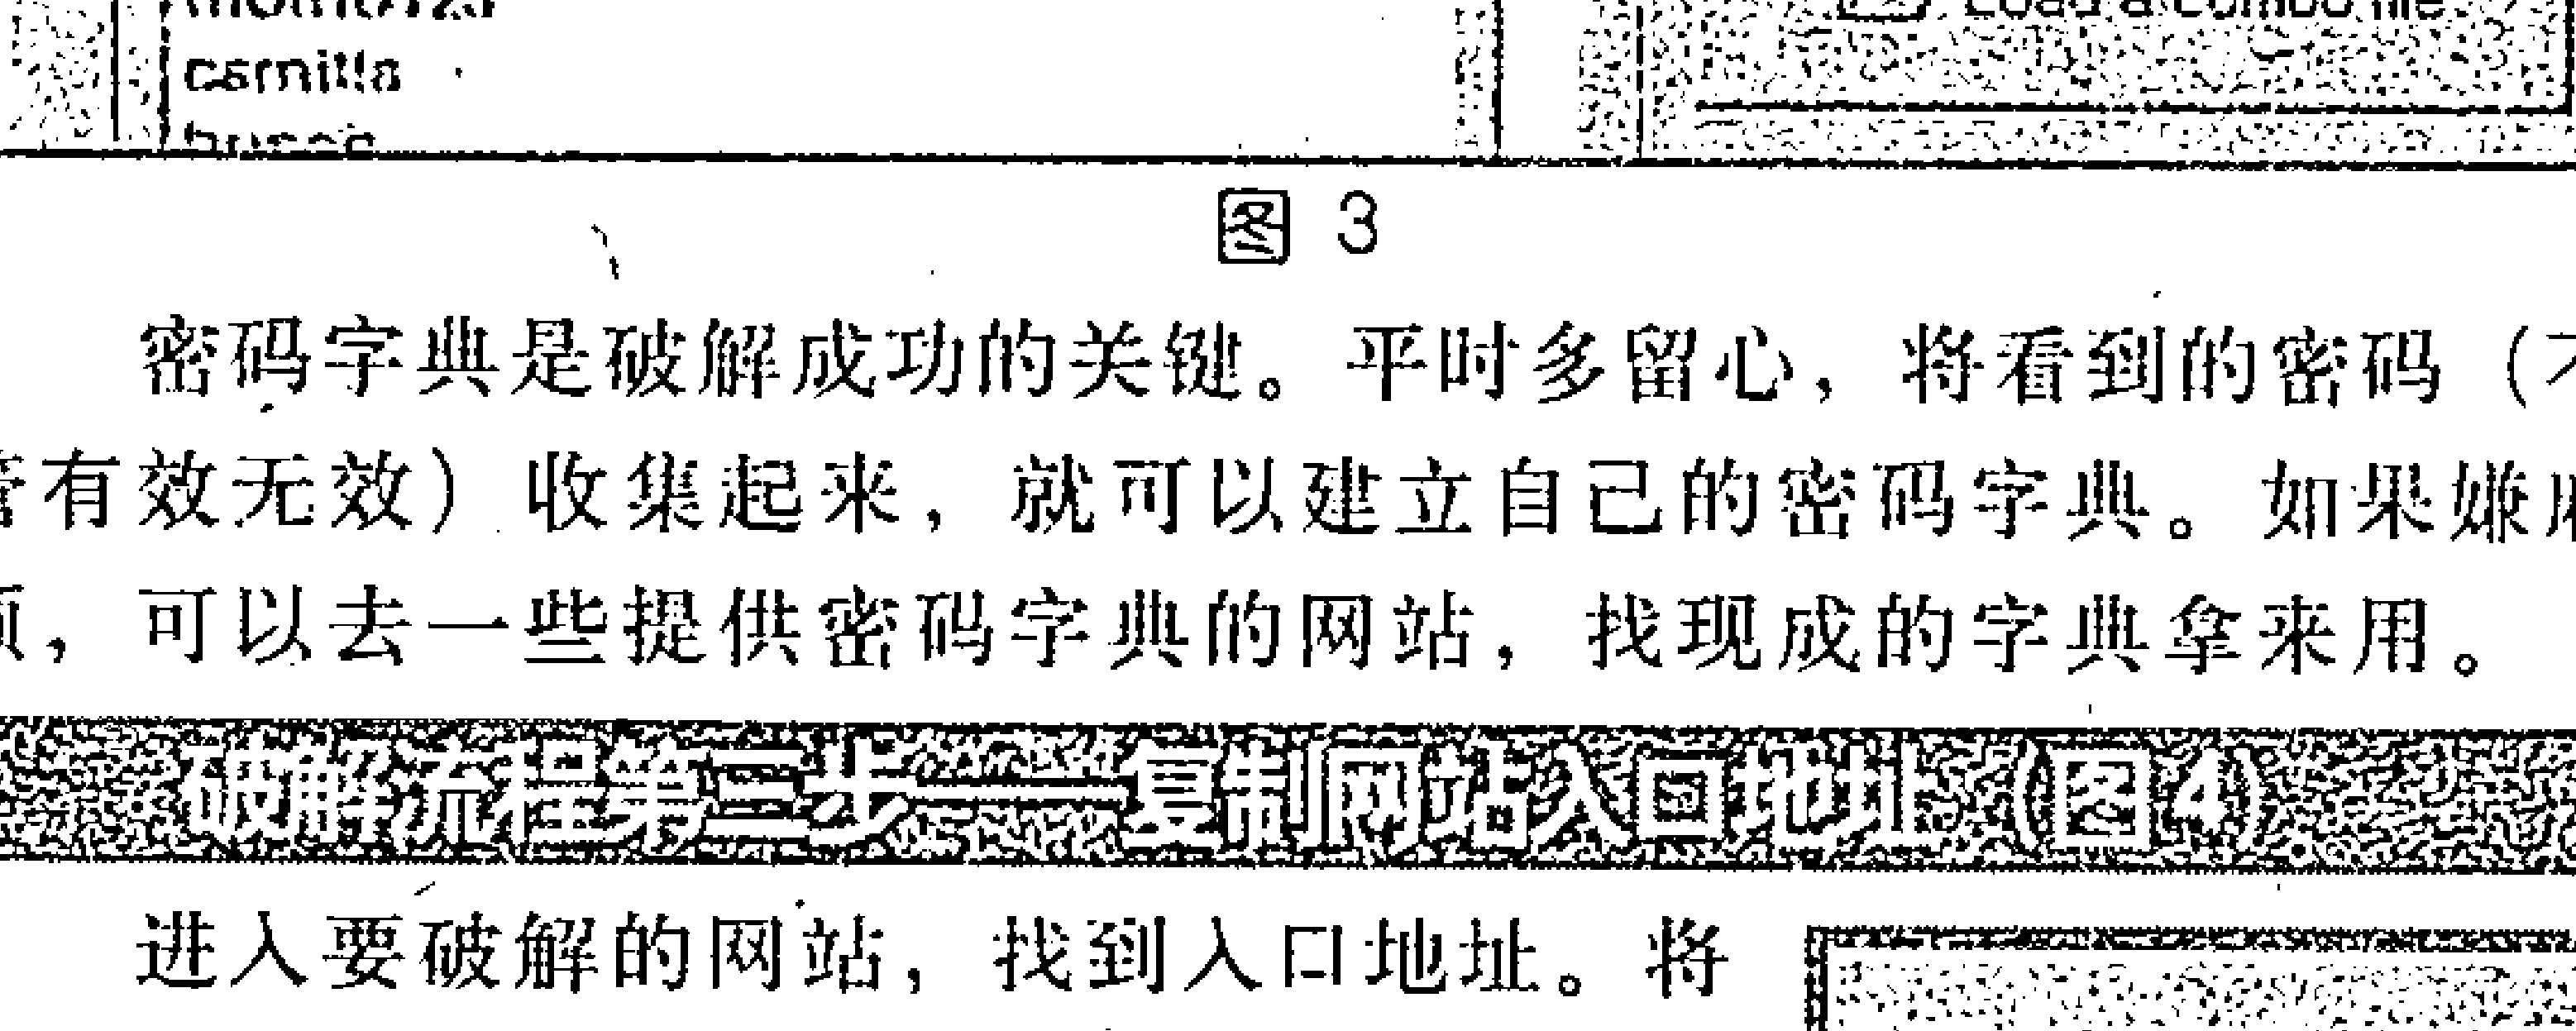 camilla
图 3
密码字典是破解成功的关键。平时多留心，将看到的密码（不
管有效无效）收集起来，就可以建立自己的密码字典。如果嫌麻
烦，可以去一些提供密码字典的网站，找现成的字典拿来用。
破解流程第三步——复制网站入口地址(图4)
进入要破解的网站，找到入口地址。将